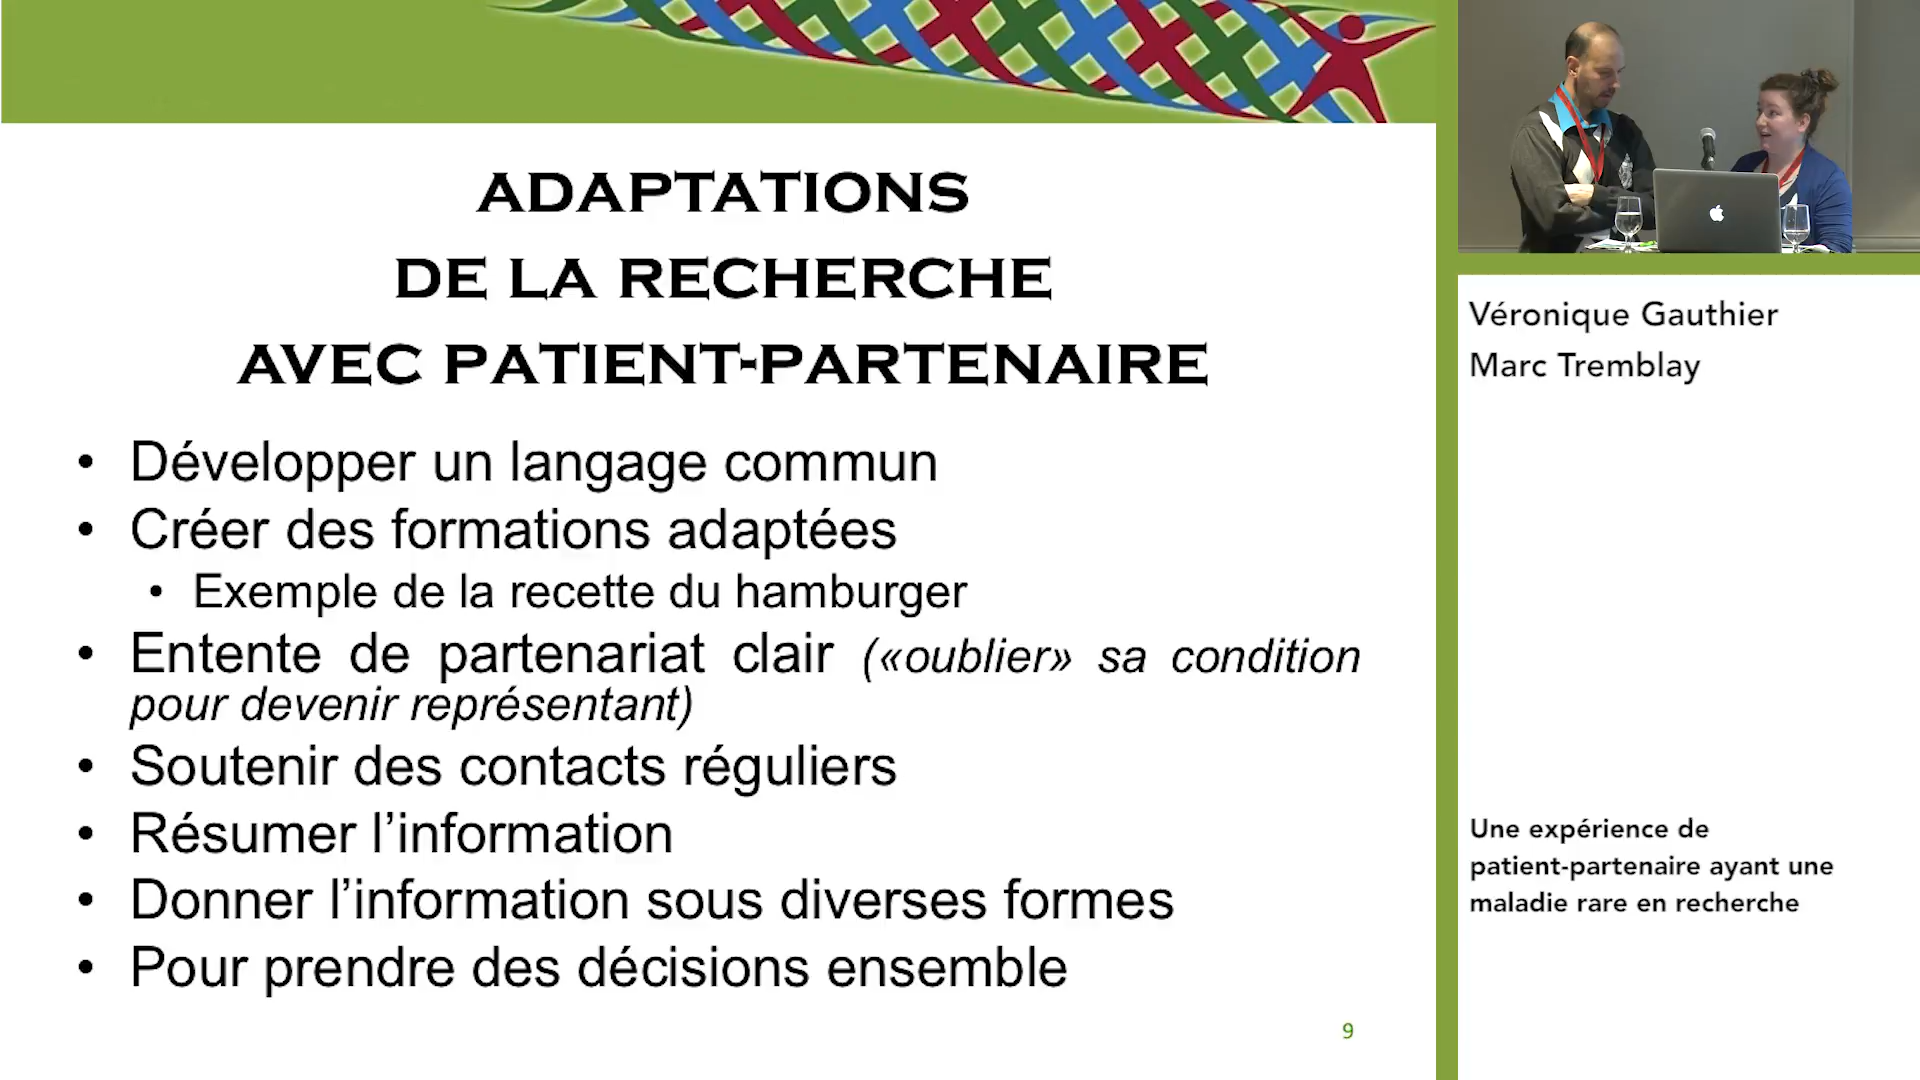 ADAPTATIONS
DE LA RECHERCHE
AVEC PATIENT-PARTENAIRE
• Développer un langage commun
• Créer des formations adaptées
• Exemple de la recette du hamburger
• Entente de partenariat clair («oublier» sa condition
pour devenir représentant)
• Soutenir des contacts réguliers
• Résumer l’information
• Donner l’information sous diverses formes
• Pour prendre des décisions ensemble
9
Véronique Gauthier
Marc Tremblay
Une expérience de
patient-partenaire ayant une
maladie rare en recherche